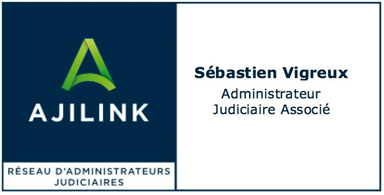 AJILINK
RÉSEAU D'ADMINISTRATEURS
JUDICIAIRES
Sébastien Vigreux
Administrateur
Judiciaire Associé